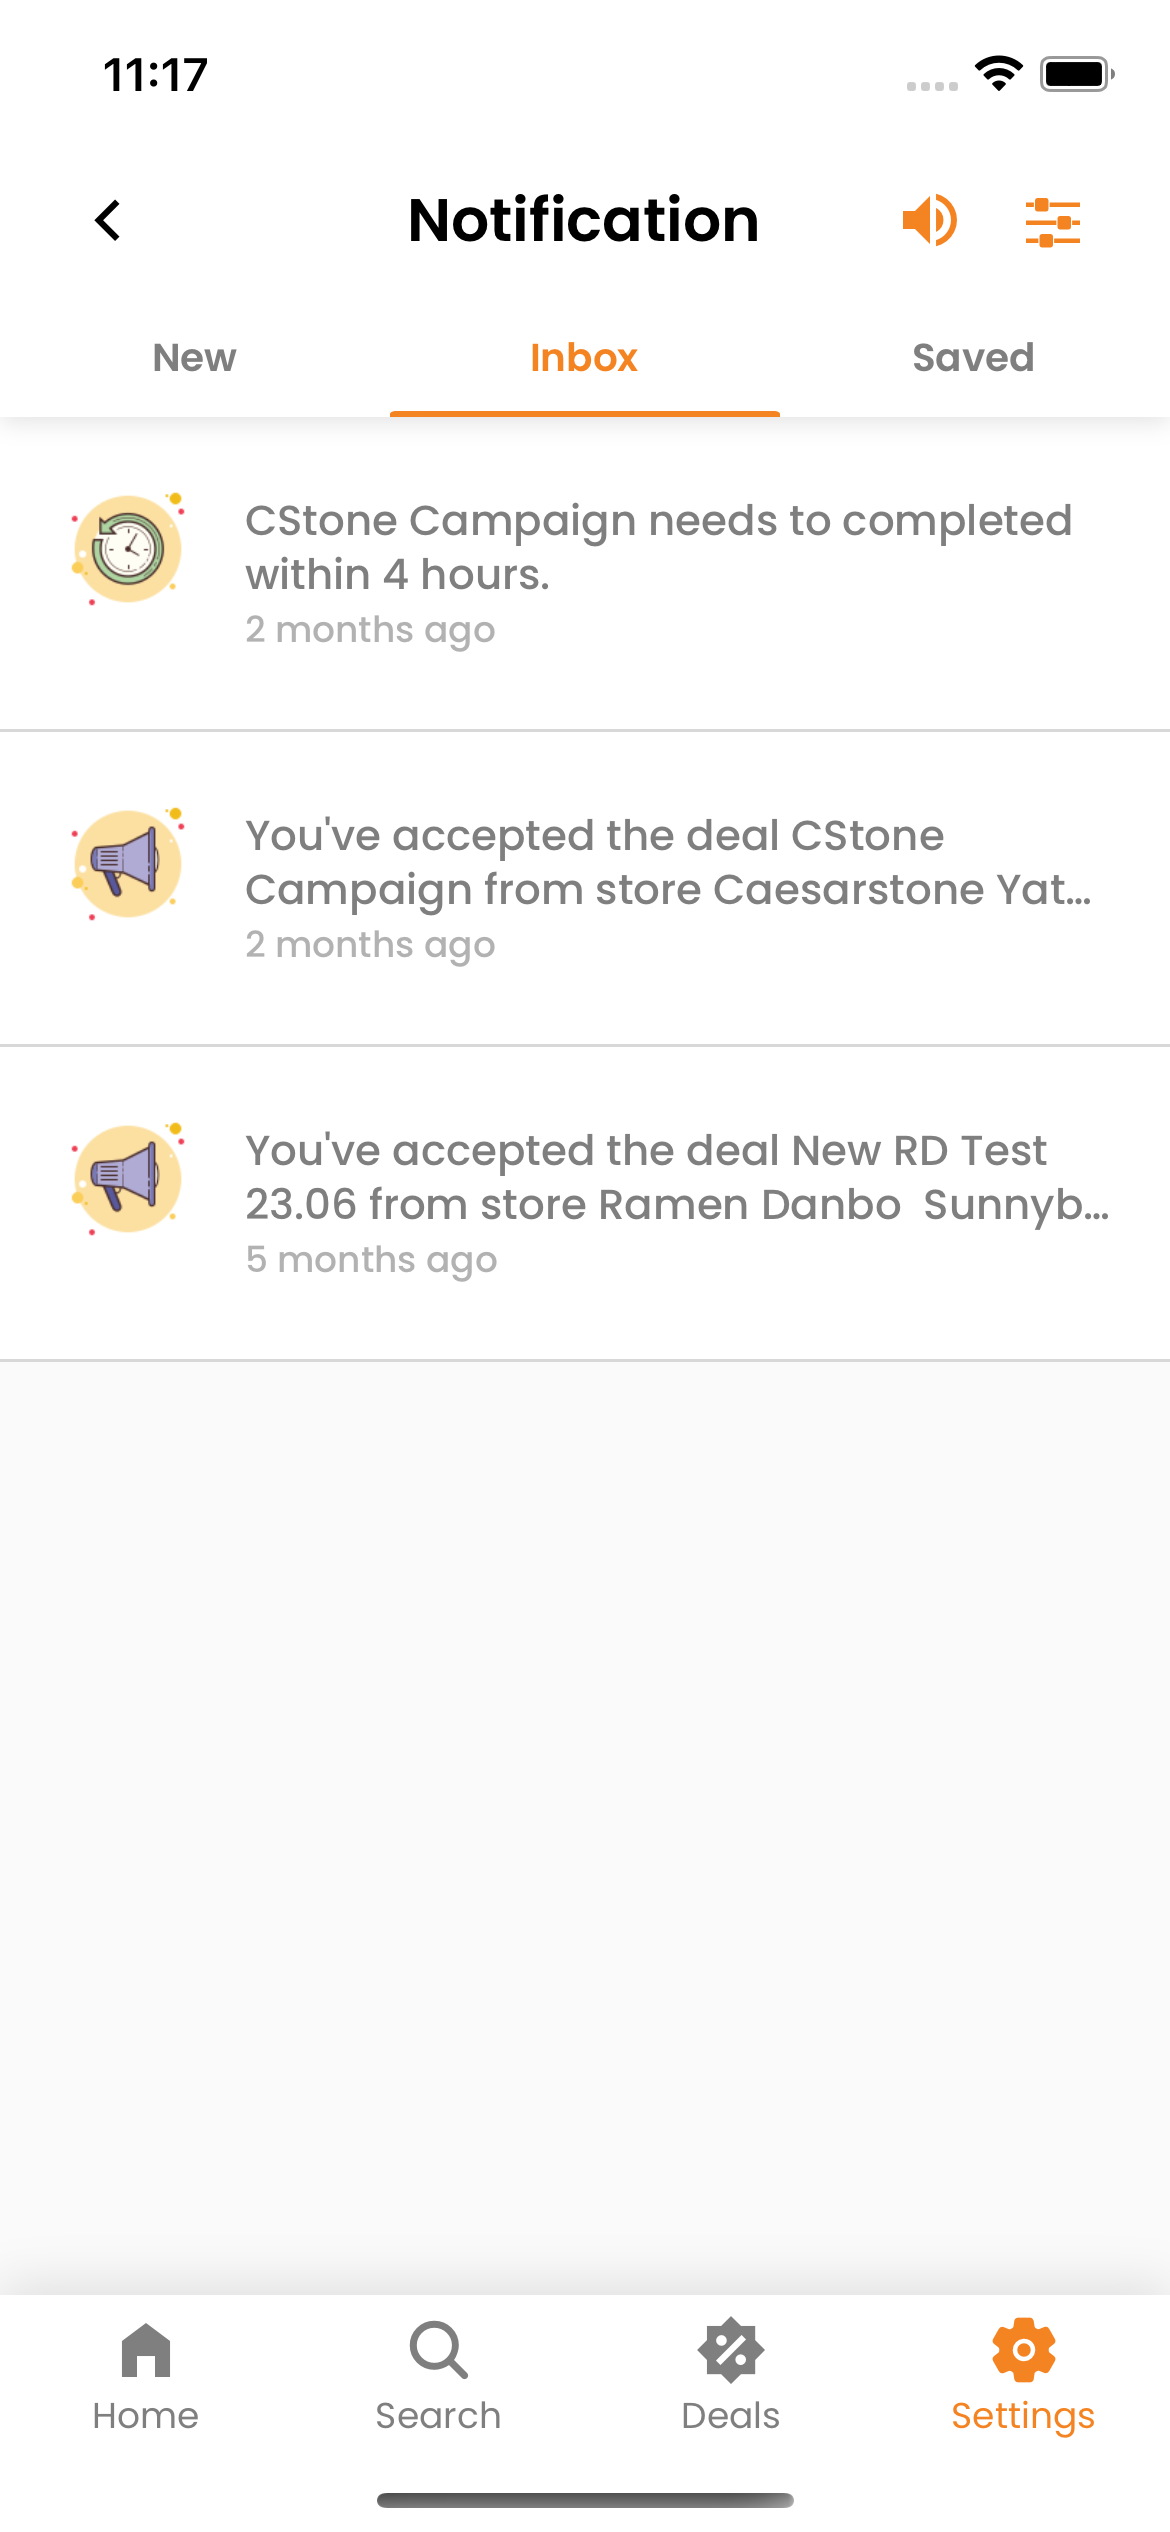 11:17
Notification
New Inbox Saved
CStone Campaign needs to completed
within 4 hours.
2 months ago
You've accepted the deal CStone
Campaign from store Caesarstone Yat...
2 months ago
You've accepted the deal New RD Test
23.06 from store Ramen Danbo  Sunnyb...
5 months ago
Home Search Deals Settings